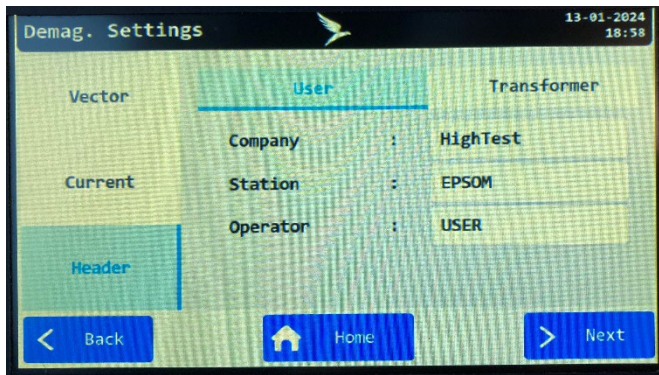 Demag. Settings
13-01-2024
18:58
Vector
User
Transformer
Company : HighTest
Current
Station : EPSOM
Operator : USER
Header
Back
Home
Next